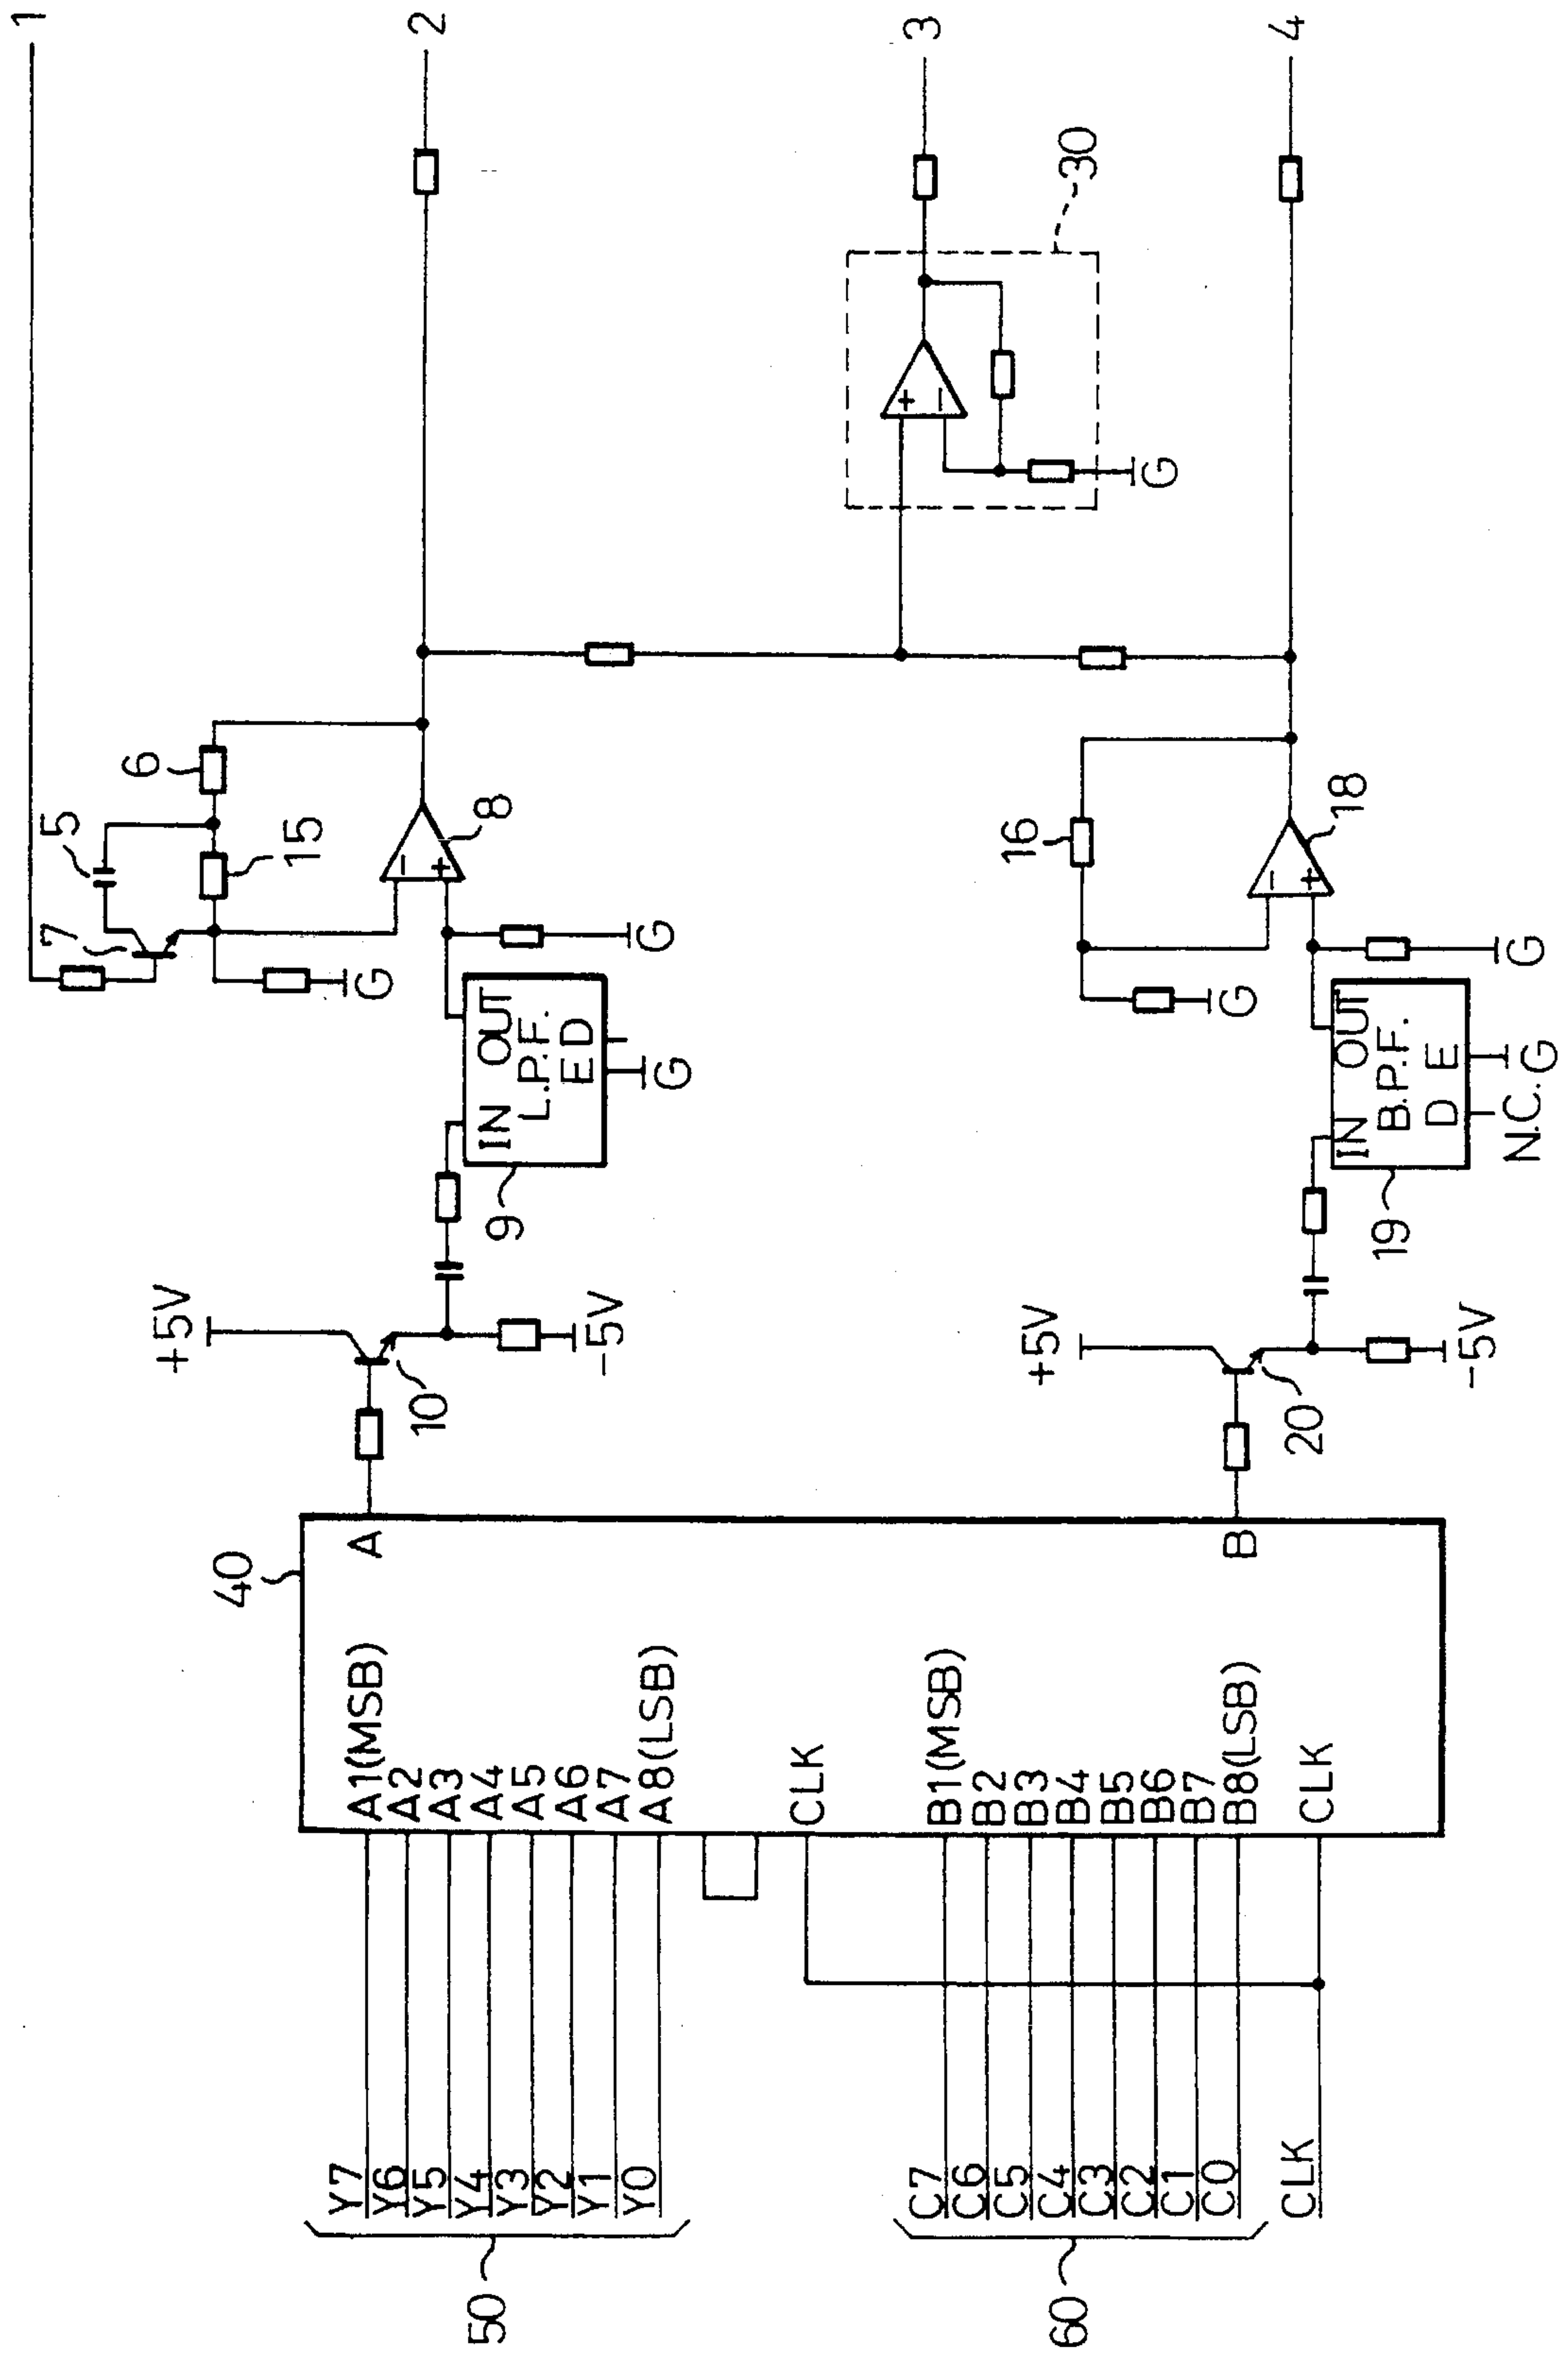 50
Y7
Y6
Y5
Y4
Y3
Y2
Y1
Y0
60
C7
C6
C5
C4
C3
C2
C1
C0
CLK
40
A1(MSB)
A2
A3
A4
A5
A6
A7
A8(LSB)
CLK
B1(MSB)
B2
B3
B4
B5
B6
B7
B8(LSB)
CLK
A
B
+5V
10
-5V
+5V
20
-5V
9
IN OUT
L.P.F.
E D
G
G
7
5
15
6
G
8
- +
19
IN OUT
B.P.F.
D E
N.C. G
G
G
16
18
- +
+ -
G
30
1
2
3
4